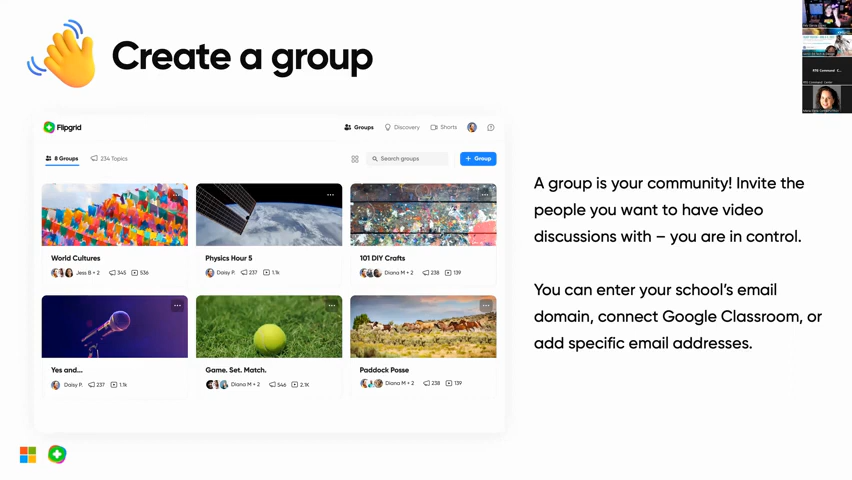 Create a group
Flipgrid
Groups
Discovery
Shorts
8 Groups
234 Topics
Search groups
+ Group
World Cultures
Jess B + 2 345 536
Physics Hour 5
Daisy P. 237 1.1k
101 DIY Crafts
Diana M + 2 238 139
Yes and...
Daisy P. 237 1.1k
Game. Set. Match.
Diana M + 2 546 2.1K
Paddock Posse
Diana M + 2 238 139
A group is your community! Invite the
people you want to have video
discussions with – you are in control.
You can enter your school’s email
domain, connect Google Classroom, or
add specific email addresses.